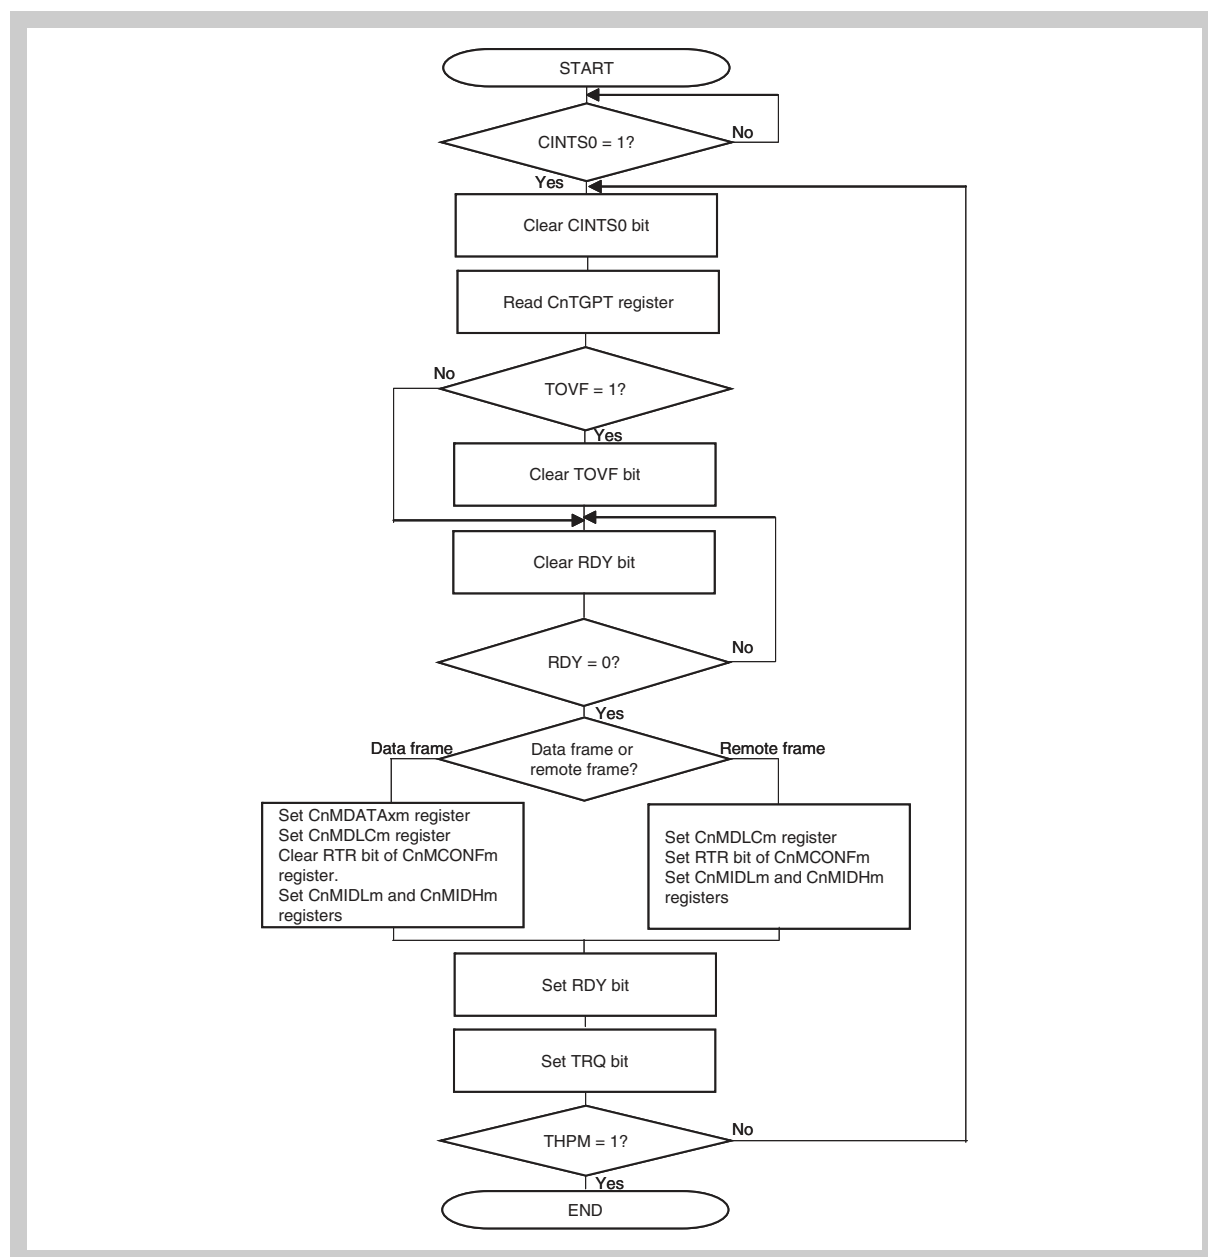 START
CINTS0 = 1?
No
Yes
Clear CINTS0 bit
Read CnTGPT register
No
TOVF = 1?
Yes
Clear TOVF bit
Clear RDY bit
RDY = 0?
No
Yes
Data frame
Data frame or
remote frame?
Remote frame
Set CnMDATAxm register
Set CnMDLCm register
Clear RTR bit of CnMCONFm
register.
Set CnMIDLm and CnMIDHm
registers
Set CnMDLCm register
Set RTR bit of CnMCONFm
Set CnMIDLm and CnMIDHm
registers
Set RDY bit
Set TRQ bit
THPM = 1?
No
Yes
END